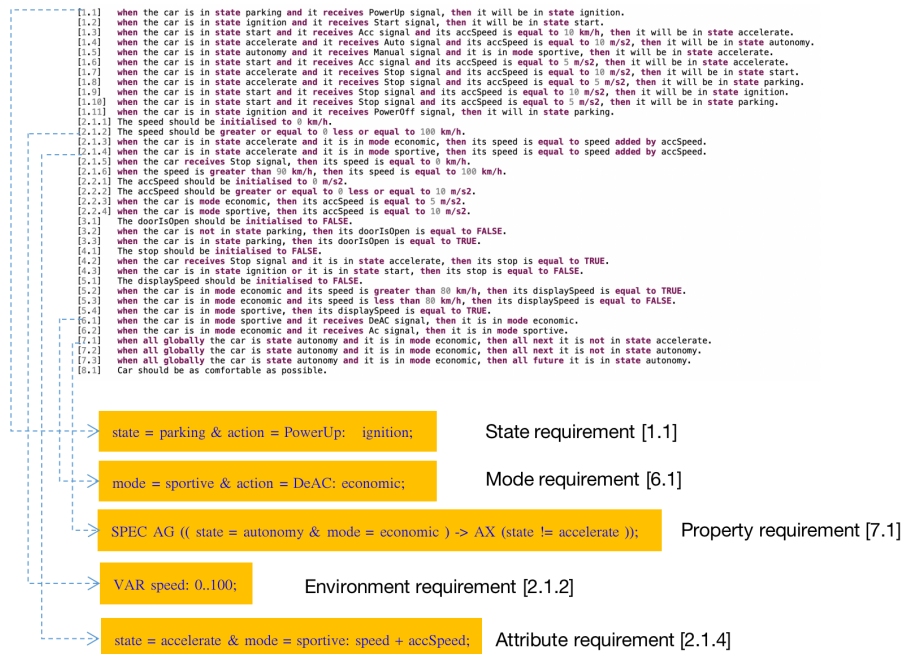 [1.1] when the car is in state parking and it receives PowerUp signal, then it will be in state ignition.
[1.2] when the car is in state ignition and it receives Start signal, then it will be in state start.
[1.3] when the car is in state start and it receives Acc signal and its accSpeed is equal to 10 km/h, then it will be in state accelerate.
[1.4] when the car is in state accelerate and it receives Auto signal and its accSpeed is equal to 10 m/s2, then it will be in state autonomy.
[1.5] when the car is in state autonomy and it receives Manual signal and it is in mode sportive, then it will be in state accelerate.
[1.6] when the car is in state start and it receives Acc signal and its accSpeed is equal to 5 m/s2, then it will be in state accelerate.
[1.7] when the car is in state accelerate and it receives Stop signal and its accSpeed is equal to 10 m/s2, then it will be in state start.
[1.8] when the car is in state accelerate and it receives Stop signal and its accSpeed is equal to 5 m/s2, then it will be in state parking.
[1.9] when the car is in state start and it receives Stop signal and its accSpeed is equal to 10 m/s2, then it will be in state ignition.
[1.10] when the car is in state start and it receives Stop signal and its accSpeed is equal to 5 m/s2, then it will be in state parking.
[1.11] when the car is in state ignition and it receives PowerOff signal, then it will in state parking.
[2.1.1] The speed should be initialised to 0 km/h.
[2.1.2] The speed should be greater or equal to 0 less or equal to 100 km/h.
[2.1.3] when the car is in state accelerate and it is in mode economic, then its speed is equal to speed added by accSpeed.
[2.1.4] when the car is in state accelerate and it is in mode sportive, then its speed is equal to speed added by accSpeed.
[2.1.5] when the car receives Stop signal, then its speed is equal to 0 km/h.
[2.1.6] when the speed is greater than 90 km/h, then its speed is equal to 100 km/h.
[2.2.1] The accSpeed should be initialised to 0 m/s2.
[2.2.2] The accSpeed should be greater or equal to 0 less or equal to 10 m/s2.
[2.2.3] when the car is mode economic, then its accSpeed is equal to 5 m/s2.
[2.2.4] when the car is mode sportive, then its accSpeed is equal to 10 m/s2.
[3.1] The doorIsOpen should be initialised to FALSE.
[3.2] when the car is not in state parking, then its doorIsOpen is equal to FALSE.
[3.3] when the car is in state parking, then its doorIsOpen is equal to TRUE.
[4.1] The stop should be initialised to FALSE.
[4.2] when the car receives Stop signal and it is in state accelerate, then its stop is equal to TRUE.
[4.3] when the car is in state ignition or it is in state start, then its stop is equal to FALSE.
[5.1] The displaySpeed should be initialised to FALSE.
[5.2] when the car is in mode economic and its speed is greater than 80 km/h, then its displaySpeed is equal to TRUE.
[5.3] when the car is in mode economic and its speed is less than 80 km/h, then its displaySpeed is equal to FALSE.
[5.4] when the car is in mode sportive, then its displaySpeed is equal to TRUE.
[6.1] when the car is in mode sportive and it receives DeAC signal, then it is in mode economic.
[6.2] when the car is in mode economic and it receives Ac signal, then it is in mode sportive.
[7.1] when all globally the car is state autonomy and it is in mode economic, then all next it is not in state accelerate.
[7.2] when all globally the car is state autonomy and it is in mode economic, then all next it is not in state autonomy.
[7.3] when all globally the car is state autonomy and it is in mode economic, then all future it is in state autonomy.
[8.1] Car should be as comfortable as possible.
state = parking & action = PowerUp: ignition;
State requirement [1.1]
mode = sportive & action = DeAC: economic;
Mode requirement [6.1]
SPEC AG (( state = autonomy & mode = economic ) -> AX (state != accelerate ));
Property requirement [7.1]
VAR speed: 0..100;
Environment requirement [2.1.2]
state = accelerate & mode = sportive: speed + accSpeed;
Attribute requirement [2.1.4]